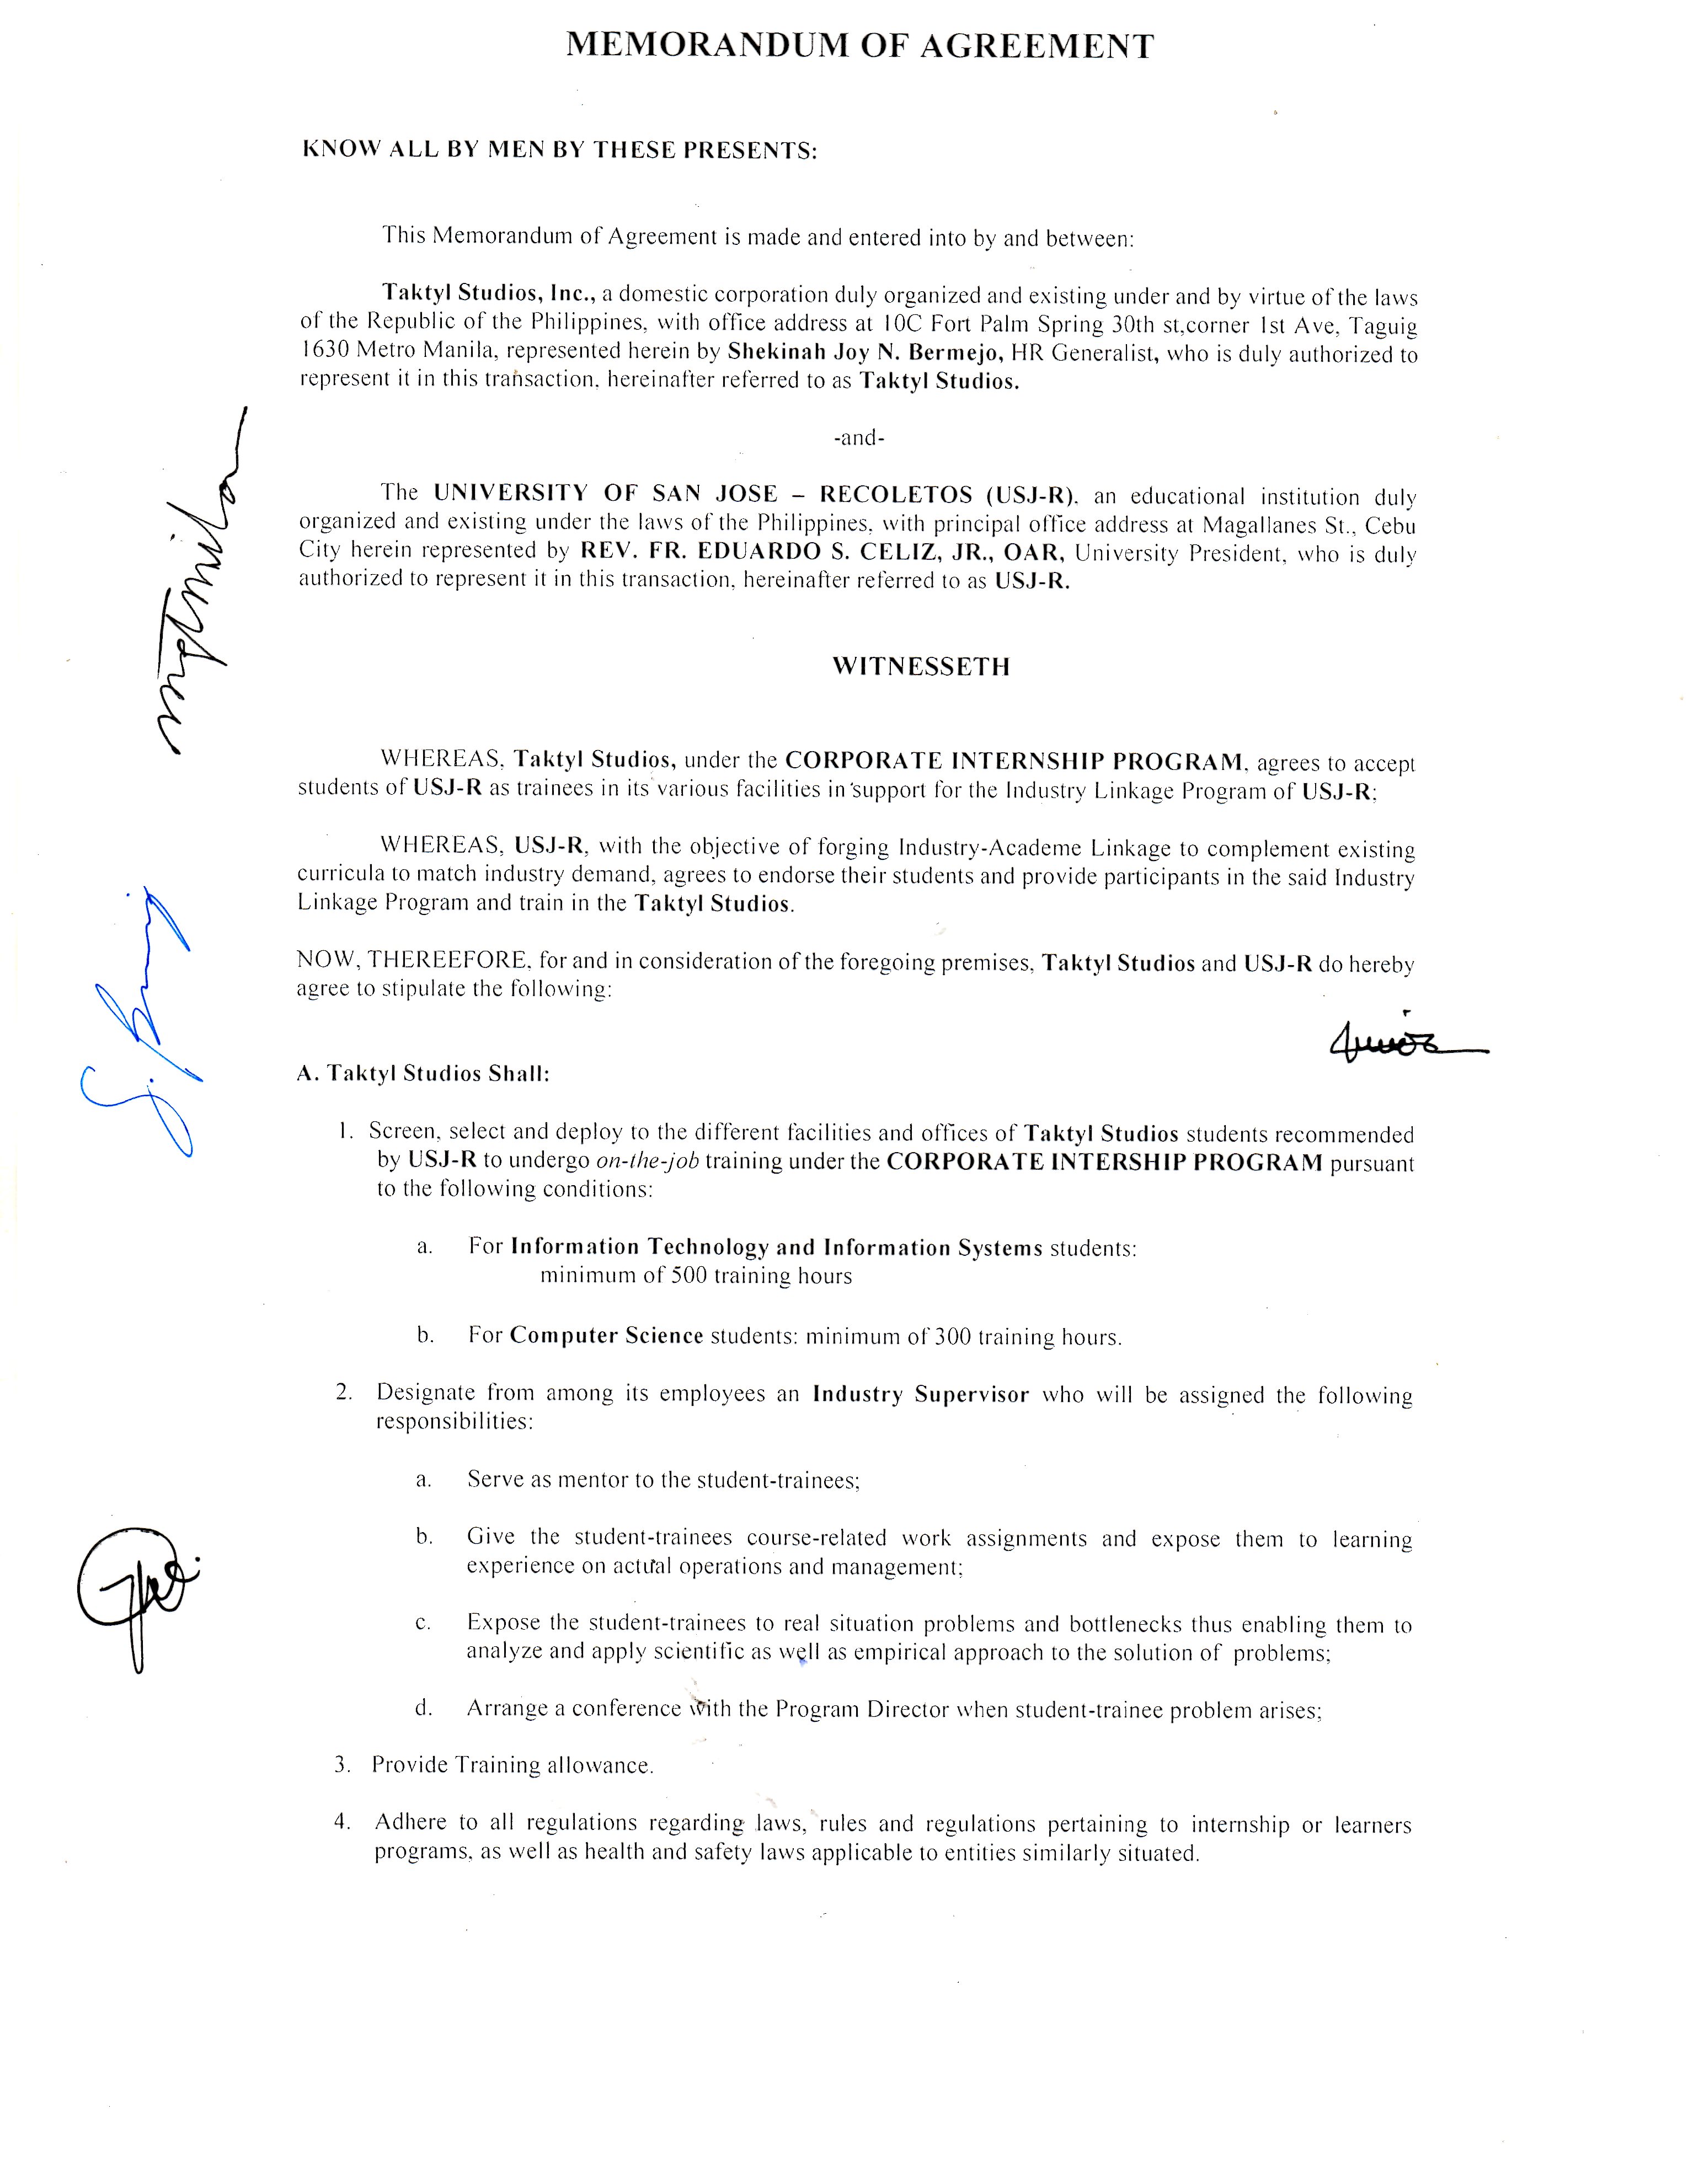 MEMORANDUM OF AGREEMENT
KNOW ALL BY MEN BY THESE PRESENTS:
This Memorandum of Agreement is made and entered into by and between:
Taktyl Studios, Inc., a domestic corporation duly organized and existing under and by virtue of the laws
of the Republic of the Philippines, with office address at 10C Fort Palm Spring 30th st,corner 1st Ave, Taguig
1630 Metro Manila, represented herein by Shekinah Joy N. Bermejo, HR Generalist, who is duly authorized to
represent it in this transaction, hereinafter referred to as Taktyl Studios.
-and-
The UNIVERSITY OF SAN JOSE – RECOLETOS (USJ-R), an educational institution duly
organized and existing under the laws of the Philippines, with principal office address at Magallanes St., Cebu
City herein represented by REV. FR. EDUARDO S. CELIZ, JR., OAR, University President, who is duly
authorized to represent it in this transaction, hereinafter referred to as USJ-R.
WITNESSETH
WHEREAS, Taktyl Studios, under the CORPORATE INTERNSHIP PROGRAM, agrees to accept
students of USJ-R as trainees in its various facilities in support for the Industry Linkage Program of USJ-R;
WHEREAS, USJ-R, with the objective of forging Industry-Academe Linkage to complement existing
curricula to match industry demand, agrees to endorse their students and provide participants in the said Industry
Linkage Program and train in the Taktyl Studios.
NOW, THEREEFORE, for and in consideration of the foregoing premises, Taktyl Studios and USJ-R do hereby
agree to stipulate the following:
A. Taktyl Studios Shall:
1. Screen, select and deploy to the different facilities and offices of Taktyl Studios students recommended
by USJ-R to undergo on-the-job training under the CORPORATE INTERSHIP PROGRAM pursuant
to the following conditions:
a. For Information Technology and Information Systems students:
minimum of 500 training hours
b. For Computer Science students: minimum of 300 training hours.
2. Designate from among its employees an Industry Supervisor who will be assigned the following
responsibilities:
a. Serve as mentor to the student-trainees;
b. Give the student-trainees course-related work assignments and expose them to learning
experience on actual operations and management;
c. Expose the student-trainees to real situation problems and bottlenecks thus enabling them to
analyze and apply scientific as well as empirical approach to the solution of problems;
d. Arrange a conference with the Program Director when student-trainee problem arises;
3. Provide Training allowance.
4. Adhere to all regulations regarding laws, rules and regulations pertaining to internship or learners
programs, as well as health and safety laws applicable to entities similarly situated.